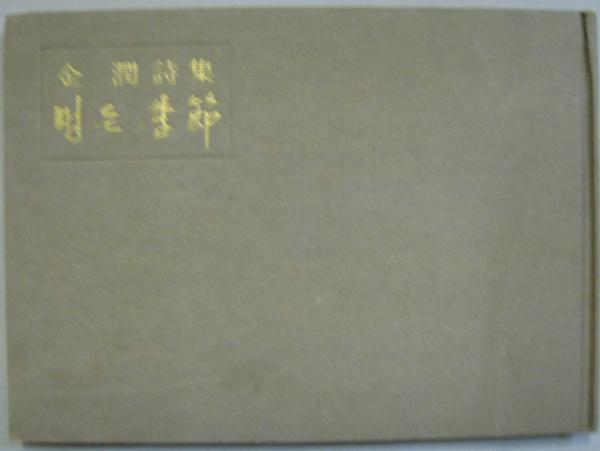 金 潤 詩 集
멍든 季節